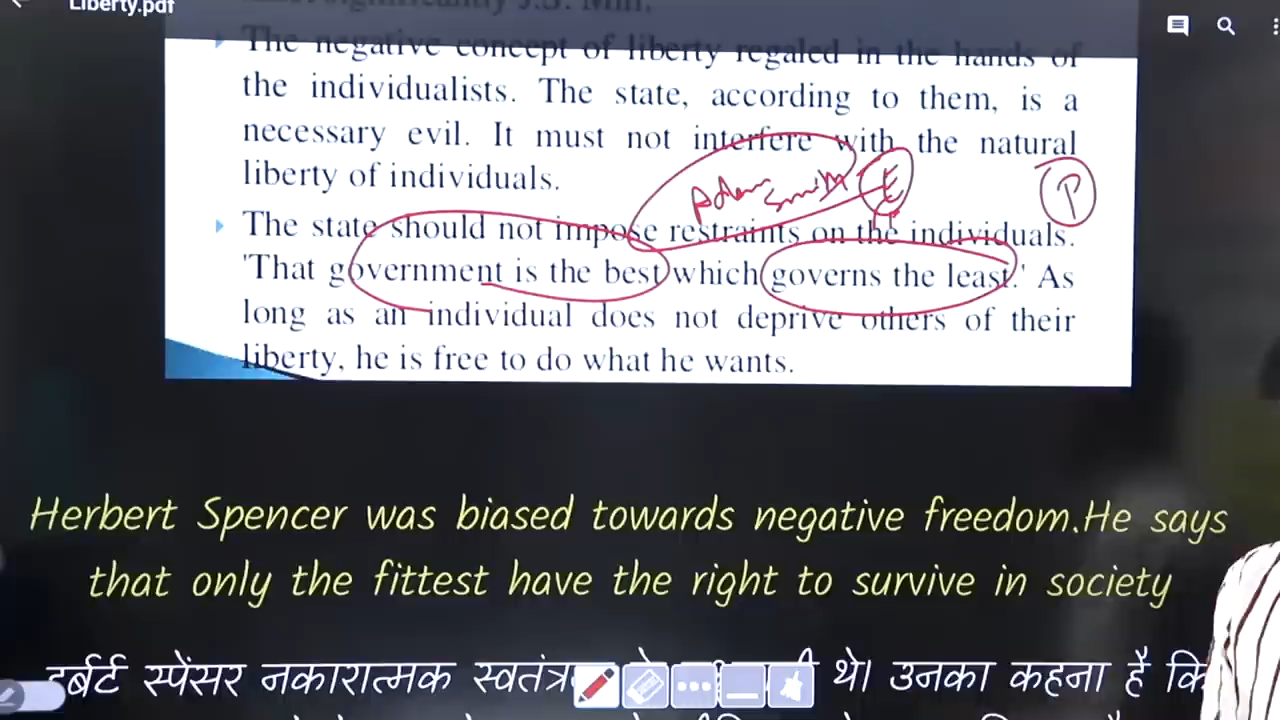 Liberty.pdf
The negative concept of liberty regaled in the hands of
the individualists. The state, according to them, is a
necessary evil. It must not interfere with the natural
liberty of individuals.
Adam Smith E P
The state should not impose restraints on the individuals.
'That government is the best which governs the least.' As
long as an individual does not deprive others of their
liberty, he is free to do what he wants.
Herbert Spencer was biased towards negative freedom.He says
that only the fittest have the right to survive in society
हर्बर्ट स्पेंसर नकारात्मक थे। उनका कहना है कि